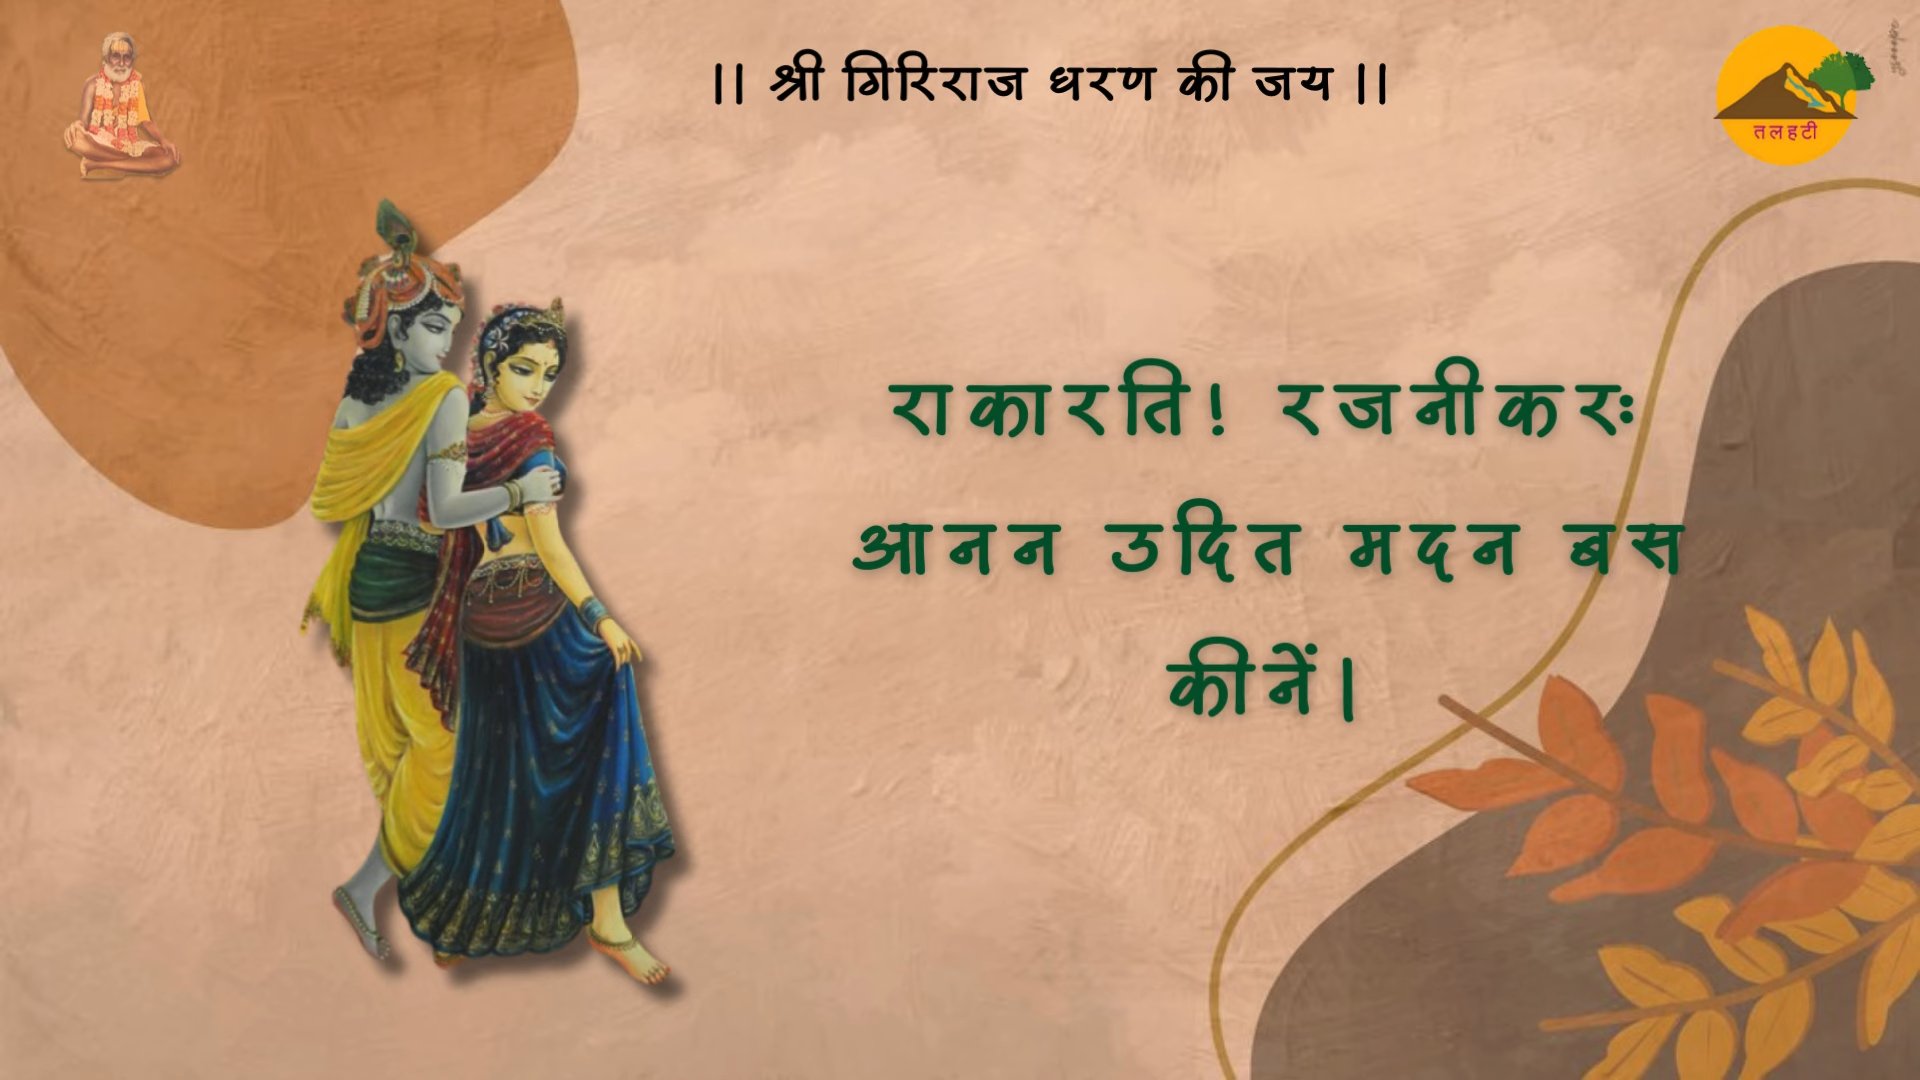 || श्री गिरिराज धरण की जय ||
तलहटी
राकारति! रजनीकरः
आनन उदित मदन बस
कीनें|